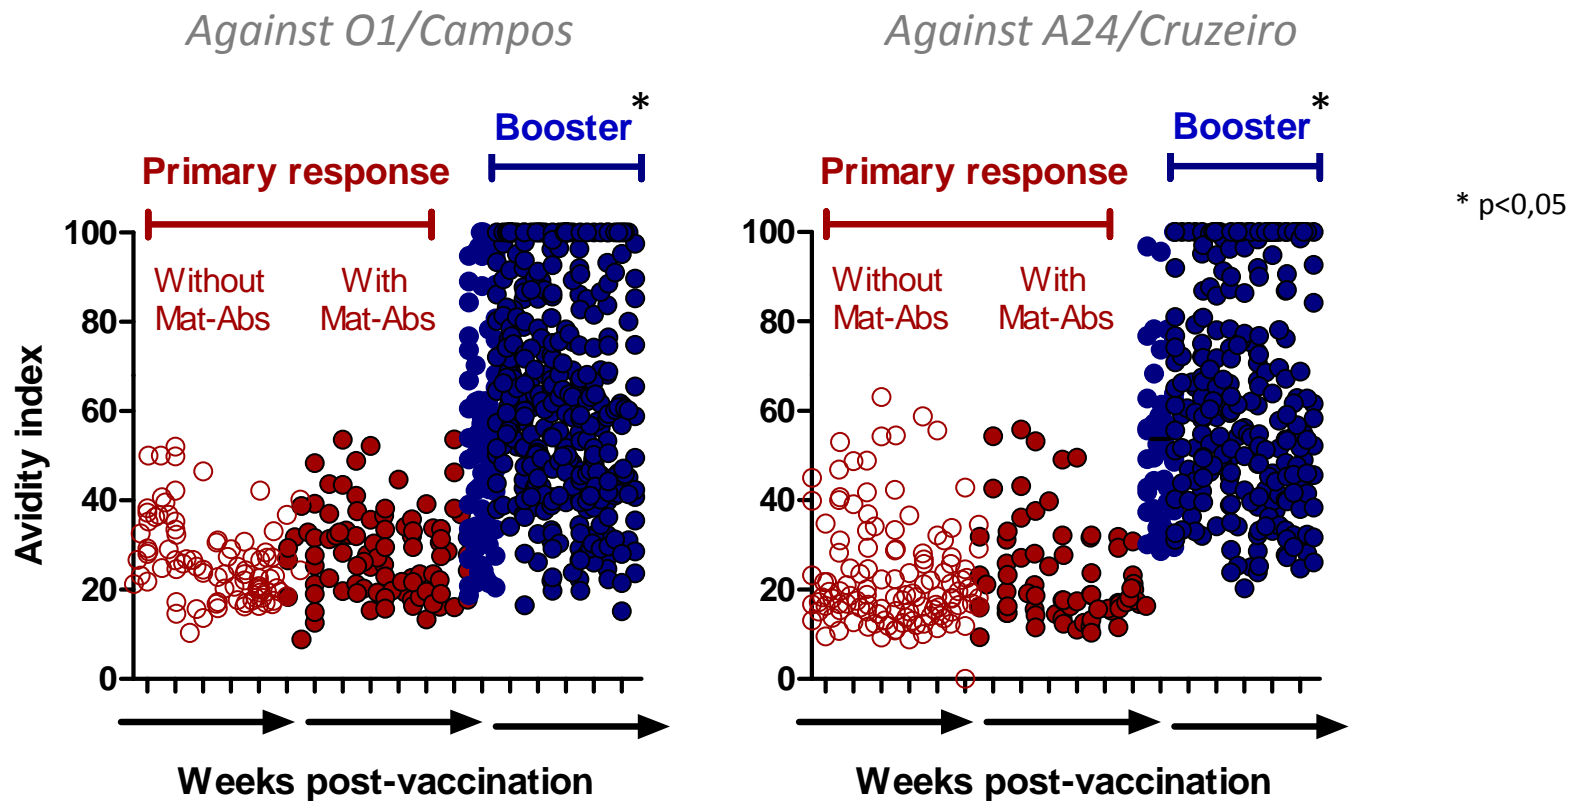 Against O1/Campos
Against A24/Cruzeiro
*
Booster
Primary response
Without
Mat-Abs
With
Mat-Abs
Avidity index
100
80
60
40
20
0
Weeks post-vaccination
*
Booster
Primary response
Without
Mat-Abs
With
Mat-Abs
100
80
60
40
20
0
Weeks post-vaccination
* p<0,05